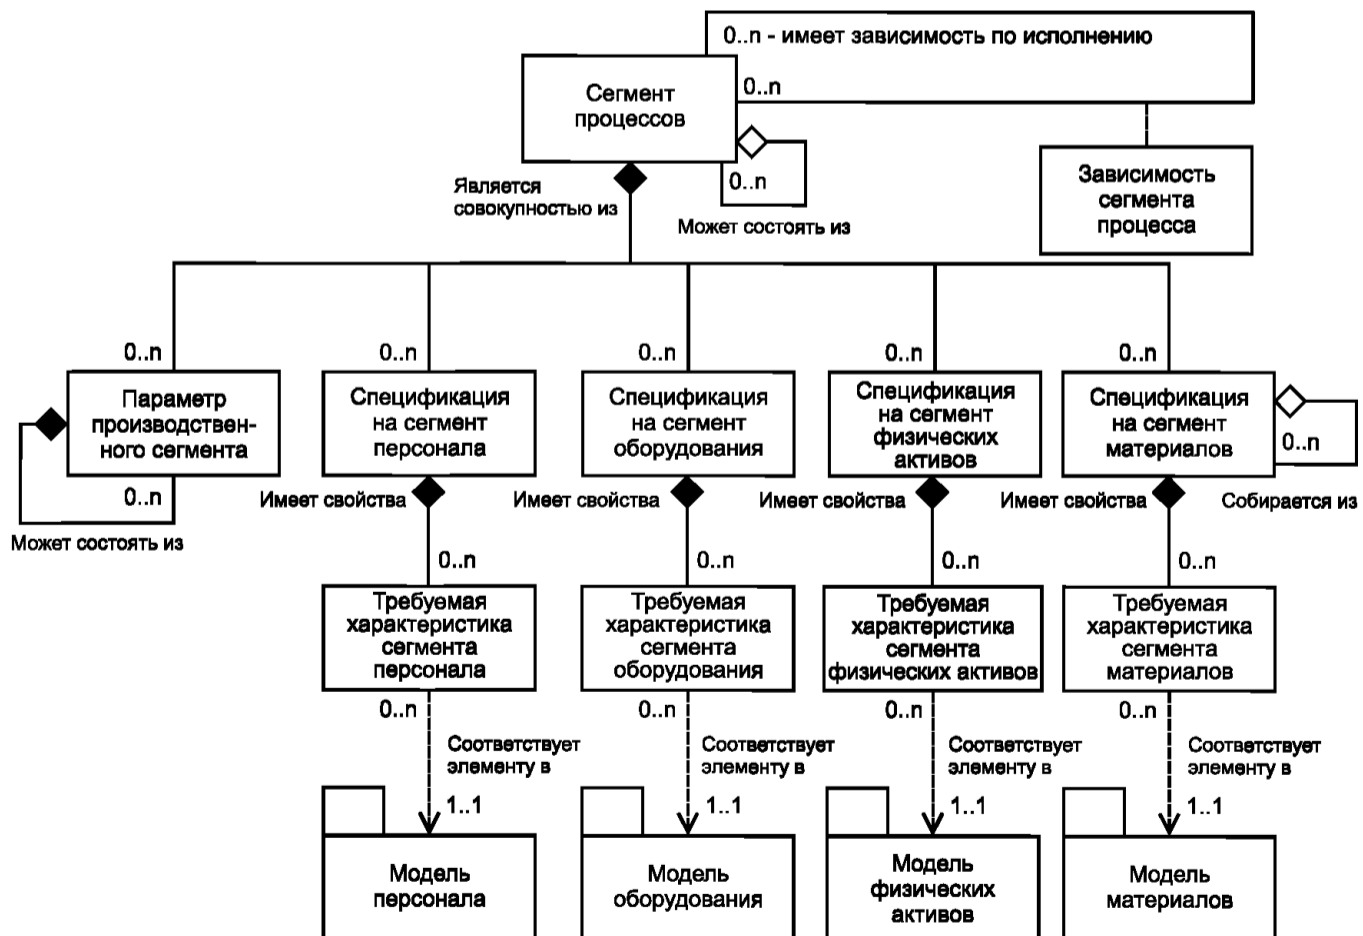 0..n - имеет зависимость по исполнению
0..n
Сегмент
процессов
0..n
Может состоять из
Является
совокупностью из
Зависимость
сегмента
процесса
0..n
0..n
0..n
0..n
0..n
Параметр
производствен-
ного сегмента
0..n
Может состоять из
Спецификация
на сегмент
персонала
Спецификация
на сегмент
оборудования
Спецификация
на сегмент
физических
активов
Спецификация
на сегмент
материалов
0..n
Собирается из
Имеет свойства
Имеет свойства
Имеет свойства
Имеет свойства
0..n
0..n
0..n
0..n
Требуемая
характеристика
сегмента
персонала
Требуемая
характеристика
сегмента
оборудования
Требуемая
характеристика
сегмента
физических активов
Требуемая
характеристика
сегмента
материалов
0..n
0..n
0..n
0..n
Соответствует
элементу в
Соответствует
элементу в
Соответствует
элементу в
Соответствует
элементу в
1..1
1..1
1..1
1..1
Модель
персонала
Модель
оборудования
Модель
физических
активов
Модель
материалов